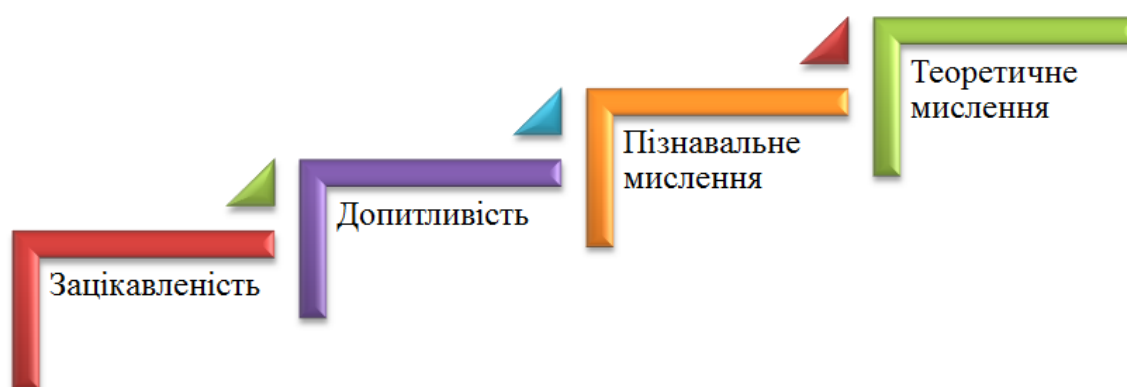 Зацікавленість
Допитливість
Пізнавальне
мислення
Теоретичне
мислення